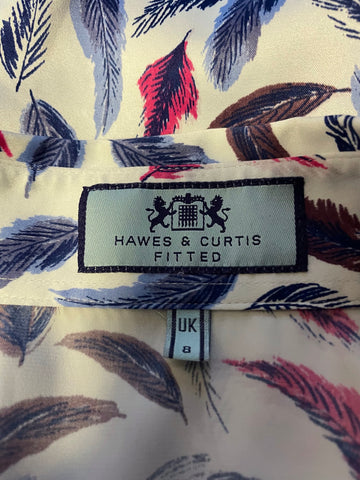 HAWES & CURTIS
FITTED
UK
8